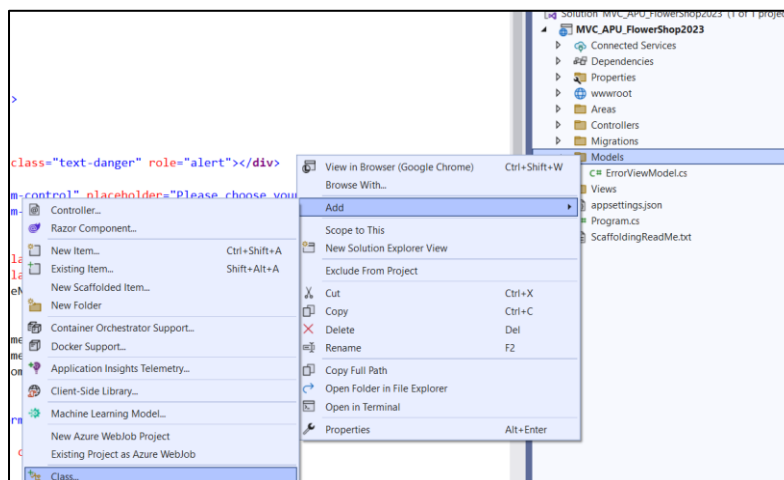 Solution 'MVC_APU_FlowerShop2023' (1 of 1 project
MVC_APU_FlowerShop2023
Connected Services
Dependencies
Properties
wwwroot
Areas
Controllers
Migrations
Models
C# ErrorViewModel.cs
Views
appsettings.json
Program.cs
ScaffoldingReadMe.txt
>
class="text-danger" role="alert"></div>
m-control" placeholder="Please choose your
m-
View in Browser (Google Chrome) Ctrl+Shift+W
Browse With...
Add
Scope to This
New Solution Explorer View
Exclude From Project
Cut Ctrl+X
Copy Ctrl+C
Delete Del
Rename F2
Copy Full Path
Open Folder in File Explorer
Open in Terminal
Properties Alt+Enter
Controller...
Razor Component...
New Item... Ctrl+Shift+A
Existing Item... Shift+Alt+A
New Scaffolded Item...
New Folder
Container Orchestrator Support...
Docker Support...
Application Insights Telemetry...
Client-Side Library...
Machine Learning Model...
New Azure WebJob Project
Existing Project as Azure WebJob
Class...